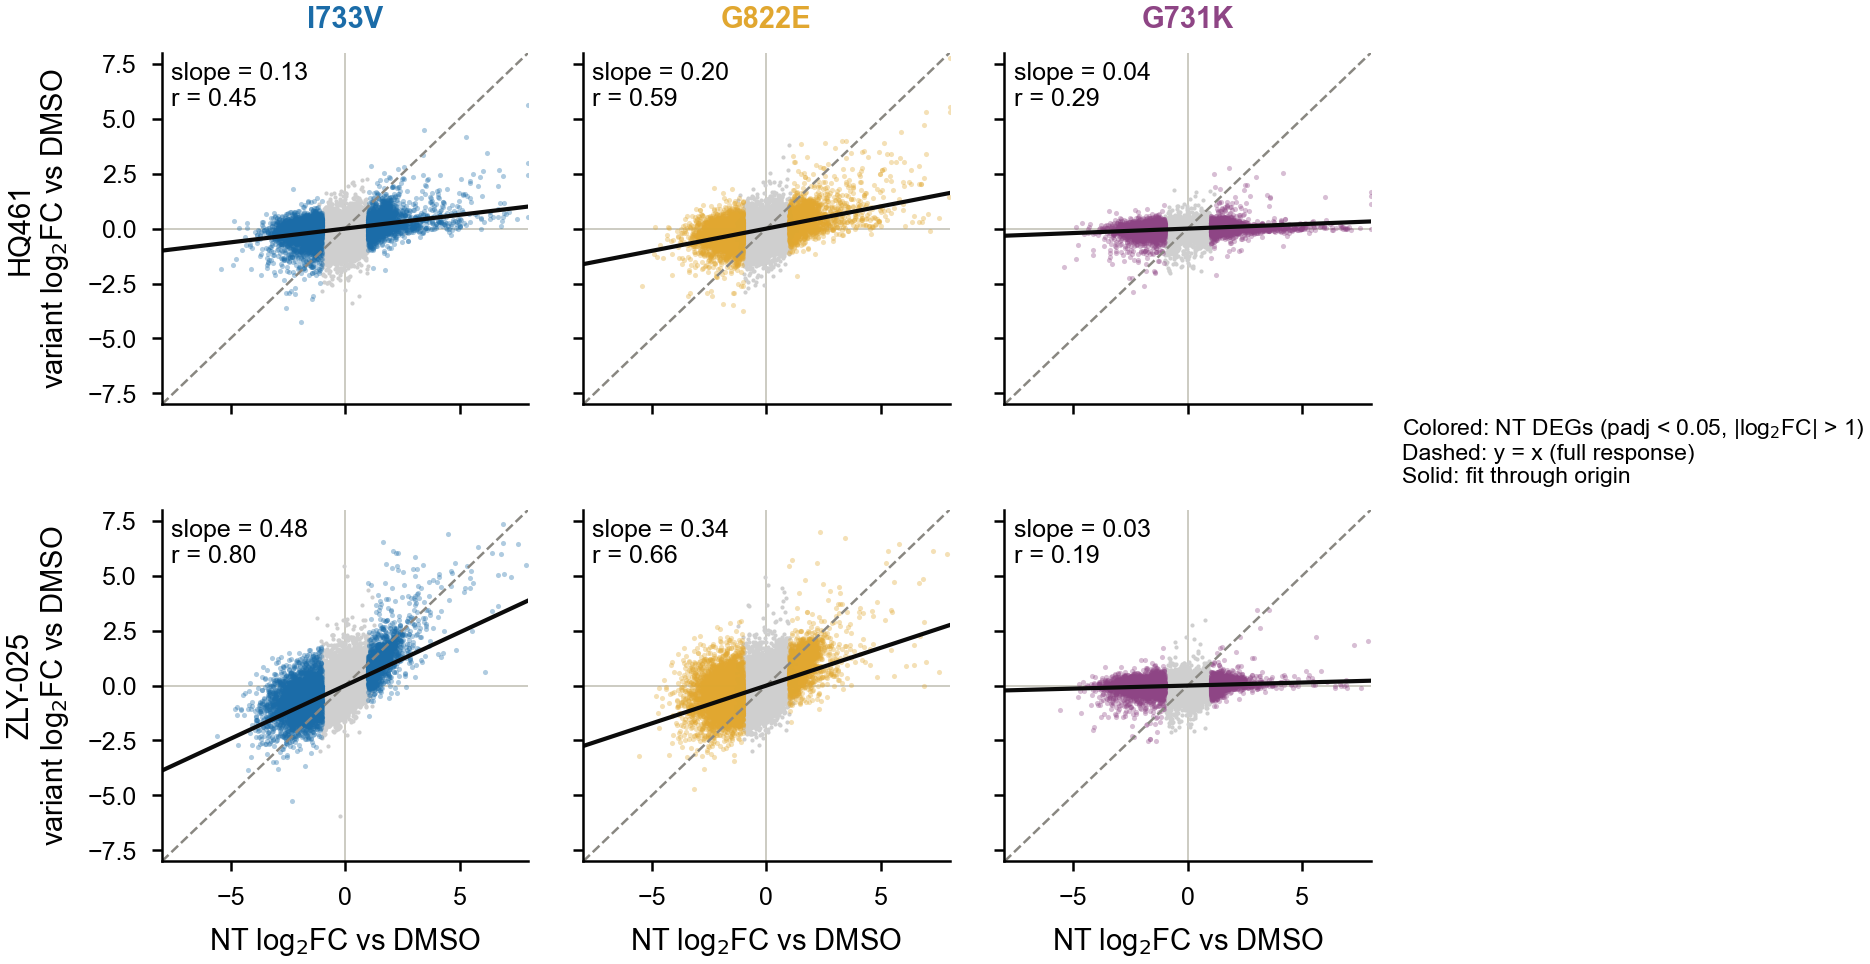 I733V
G822E
G731K
HQ461
variant log₂FC vs DMSO
7.5
5.0
2.5
0.0
−2.5
−5.0
−7.5
slope = 0.13
r = 0.45
slope = 0.20
r = 0.59
slope = 0.04
r = 0.29
Colored: NT DEGs (padj < 0.05, |log₂FC| > 1)
Dashed: y = x (full response)
Solid: fit through origin
ZLY-025
variant log₂FC vs DMSO
7.5
5.0
2.5
0.0
−2.5
−5.0
−7.5
slope = 0.48
r = 0.80
slope = 0.34
r = 0.66
slope = 0.03
r = 0.19
−5 0 5
−5 0 5
−5 0 5
NT log₂FC vs DMSO
NT log₂FC vs DMSO
NT log₂FC vs DMSO